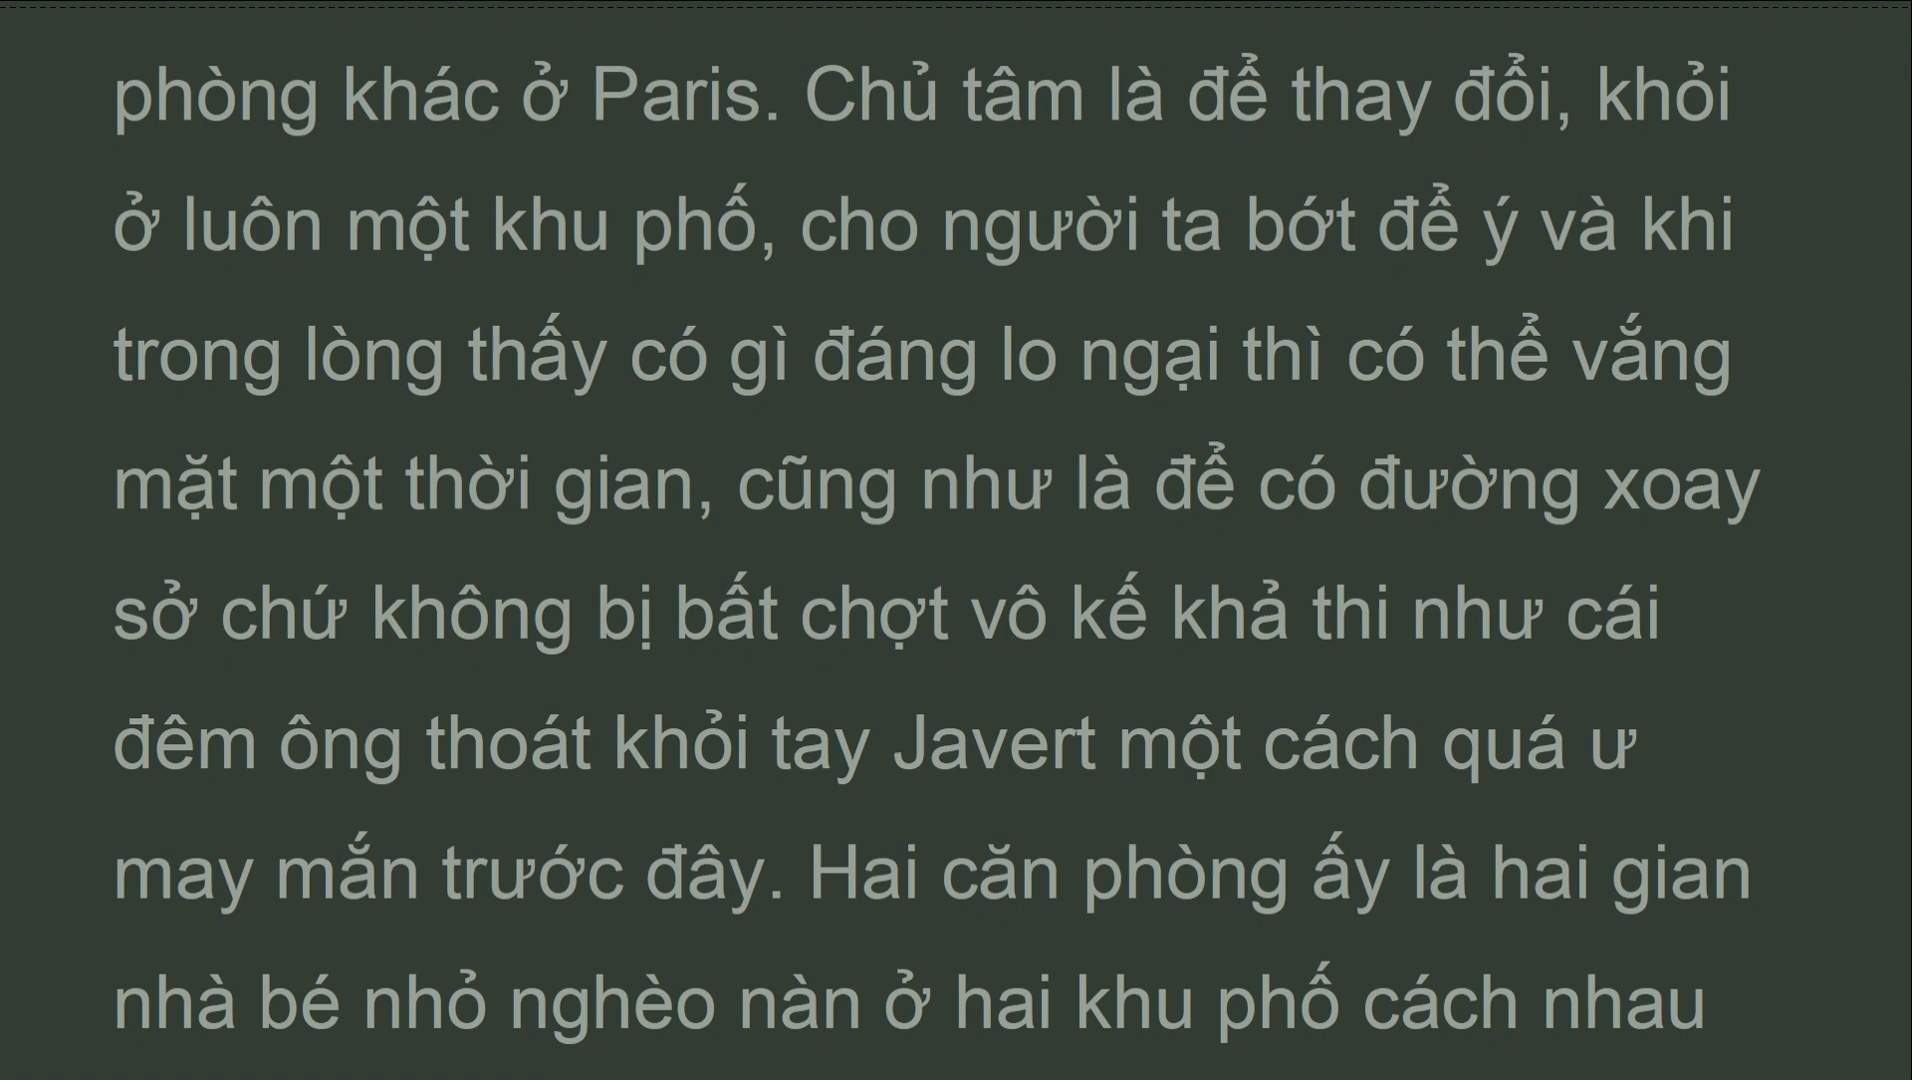 phòng khác ở Paris. Chủ tâm là để thay đổi, khỏi
ở luôn một khu phố, cho người ta bớt để ý và khi
trong lòng thấy có gì đáng lo ngại thì có thể vắng
mặt một thời gian, cũng như là để có đường xoay
sở chứ không bị bất chợt vô kế khả thi như cái
đêm ông thoát khỏi tay Javert một cách quá ư
may mắn trước đây. Hai căn phòng ấy là hai gian
nhà bé nhỏ nghèo nàn ở hai khu phố cách nhau